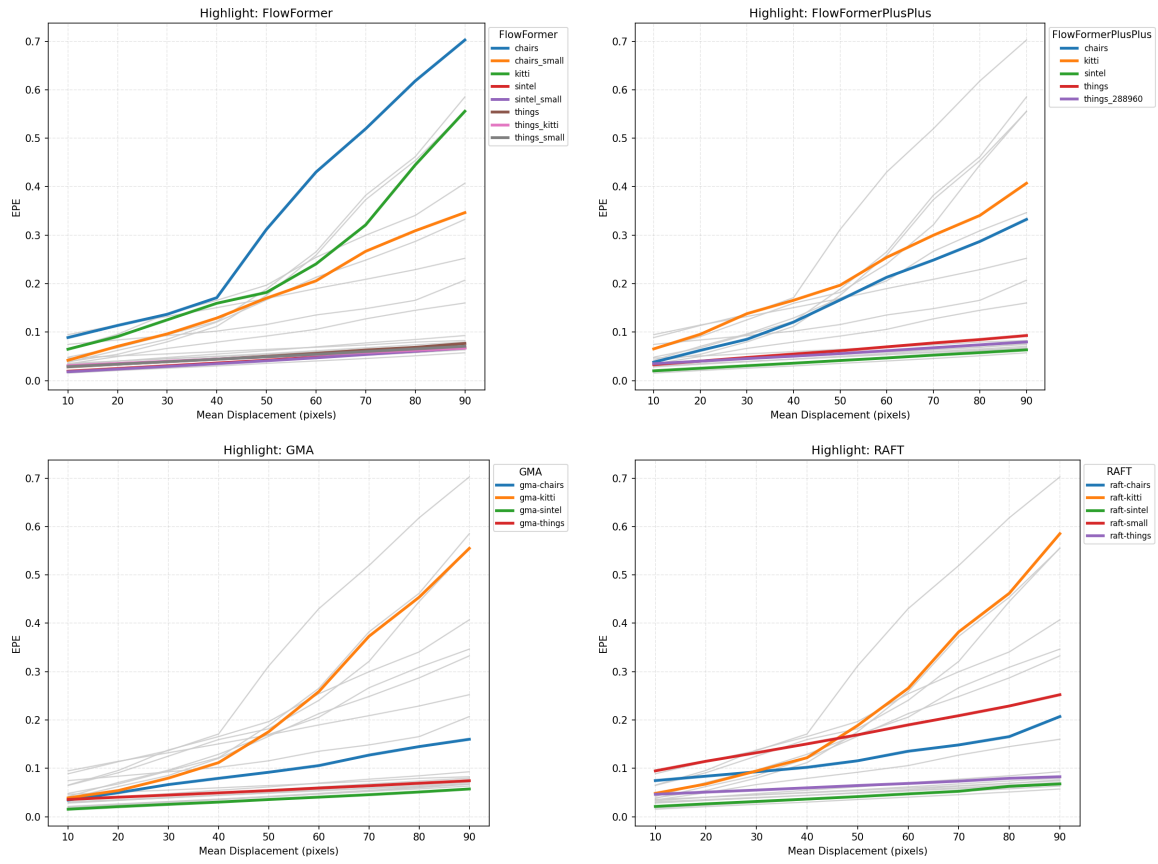 Highlight: FlowFormer
0.7
0.6
0.5
0.4
0.3
0.2
0.1
0.0
EPE
10 20 30 40 50 60 70 80 90
Mean Displacement (pixels)
FlowFormer
chairs
chairs_small
kitti
sintel
sintel_small
things
things_kitti
things_small
Highlight: FlowFormerPlusPlus
0.7
0.6
0.5
0.4
0.3
0.2
0.1
0.0
EPE
10 20 30 40 50 60 70 80 90
Mean Displacement (pixels)
FlowFormerPlusPlus
chairs
kitti
sintel
things
things_288960
Highlight: GMA
0.7
0.6
0.5
0.4
0.3
0.2
0.1
0.0
EPE
10 20 30 40 50 60 70 80 90
Mean Displacement (pixels)
GMA
gma-chairs
gma-kitti
gma-sintel
gma-things
Highlight: RAFT
0.7
0.6
0.5
0.4
0.3
0.2
0.1
0.0
EPE
10 20 30 40 50 60 70 80 90
Mean Displacement (pixels)
RAFT
raft-chairs
raft-kitti
raft-sintel
raft-small
raft-things